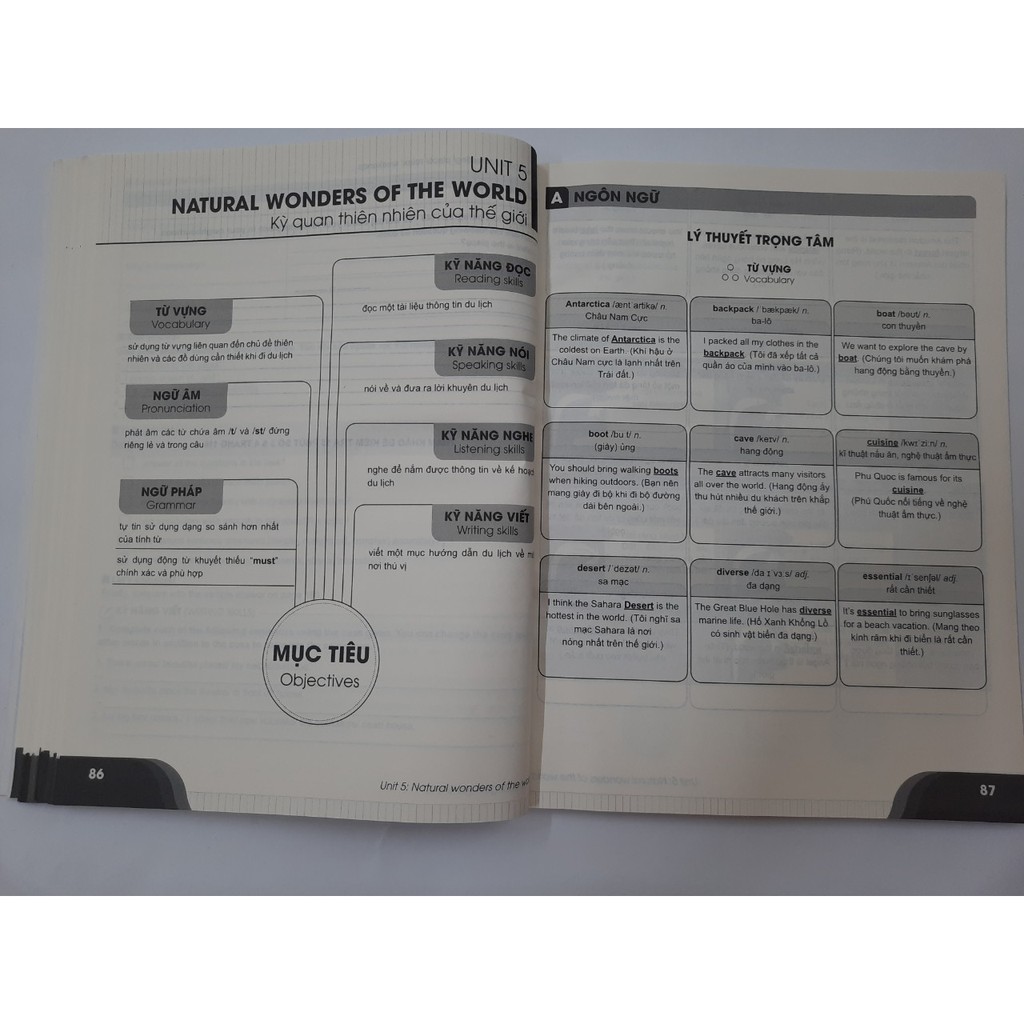 UNIT 5
NATURAL WONDERS OF THE WORLD
Kỳ quan thiên nhiên của thế giới
TỪ VỰNG
Vocabulary
sử dụng từ vựng liên quan đến chủ đề thiên
nhiên và các đồ dùng cần thiết khi đi du lịch
NGỮ ÂM
Pronunciation
phát âm các từ chứa âm /t/ và /st/ đứng
riêng lẻ và trong câu
NGỮ PHÁP
Grammar
tự tin sử dụng dạng so sánh hơn nhất
của tính từ
sử dụng động từ khuyết thiếu "must"
chính xác và phù hợp
KỸ NĂNG ĐỌC
Reading skills
đọc một tài liệu thông tin du lịch
KỸ NĂNG NÓI
Speaking skills
nói về và đưa ra lời khuyên du lịch
KỸ NĂNG NGHE
Listening skills
nghe để nắm được thông tin về kế hoạch
du lịch
KỸ NĂNG VIẾT
Writing skills
viết một mục hướng dẫn du lịch về
nơi thú vị
MỤC TIÊU
Objectives
86
Unit 5: Natural wonders of the
A NGÔN NGỮ
LÝ THUYẾT TRỌNG TÂM
TỪ VỰNG
Vocabulary
Antarctica /ænt ˈɑrtikə/ n.
Châu Nam Cực
The climate of Antarctica is the
coldest on Earth. (Khí hậu ở
Châu Nam cực là lạnh nhất trên
Trái đất.)
backpack /ˈbækpæk/ n.
ba-lô
I packed all my clothes in the
backpack. (Tôi đã xếp tất cả
quần áo của mình vào ba-lô.)
boat /bəʊt/ n.
con thuyền
We want to explore the cave by
boat. (Chúng tôi muốn khám phá
hang động bằng thuyền.)
boot /bu t/ n.
(giày) ủng
You should bring walking boots
when hiking outdoors. (Bạn nên
mang giày đi bộ khi đi bộ đường
dài bên ngoài.)
cave /keɪv/ n.
hang động
The cave attracts many visitors
all over the world. (Hang động ấy
thu hút nhiều du khách trên khắp
thế giới.)
cuisine /kwɪˈziːn/ n.
kĩ thuật nấu ăn, nghệ thuật ẩm thực
Phu Quoc is famous for its
cuisine.
(Phú Quốc nổi tiếng về nghệ
thuật ẩm thực.)
desert /ˈdezət/ n.
sa mạc
I think the Sahara Desert is the
hottest in the world. (Tôi nghĩ sa
mạc Sahara là nơi
nóng nhất trên thế giới.)
diverse /da ɪˈvɜːs/ adj.
đa dạng
The Great Blue Hole has diverse
marine life. (Hố Xanh Khổng Lồ
có sinh vật biển đa dạng.)
essential /ɪˈsenʃəl/ adj.
rất cần thiết
It's essential to bring sunglasses
for a beach vacation. (Mang theo
kính râm khi đi biển là rất cần
thiết.)
87